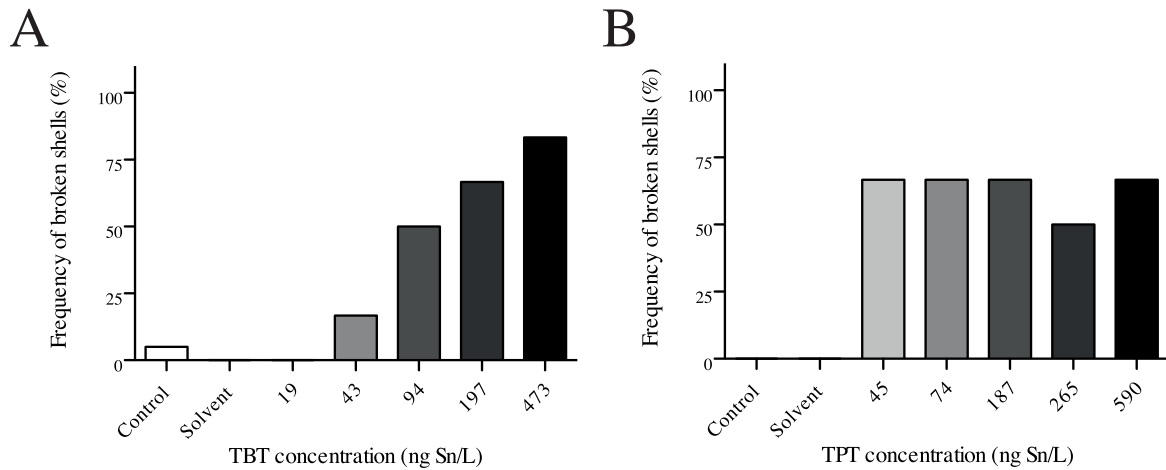 A
Frequency of broken shells (%)
100
75
50
25
0
Control
Solvent
19
43
94
197
473
TBT concentration (ng Sn/L)
B
Frequency of broken shells (%)
100
75
50
25
0
Control
Solvent
45
74
187
265
590
TPT concentration (ng Sn/L)